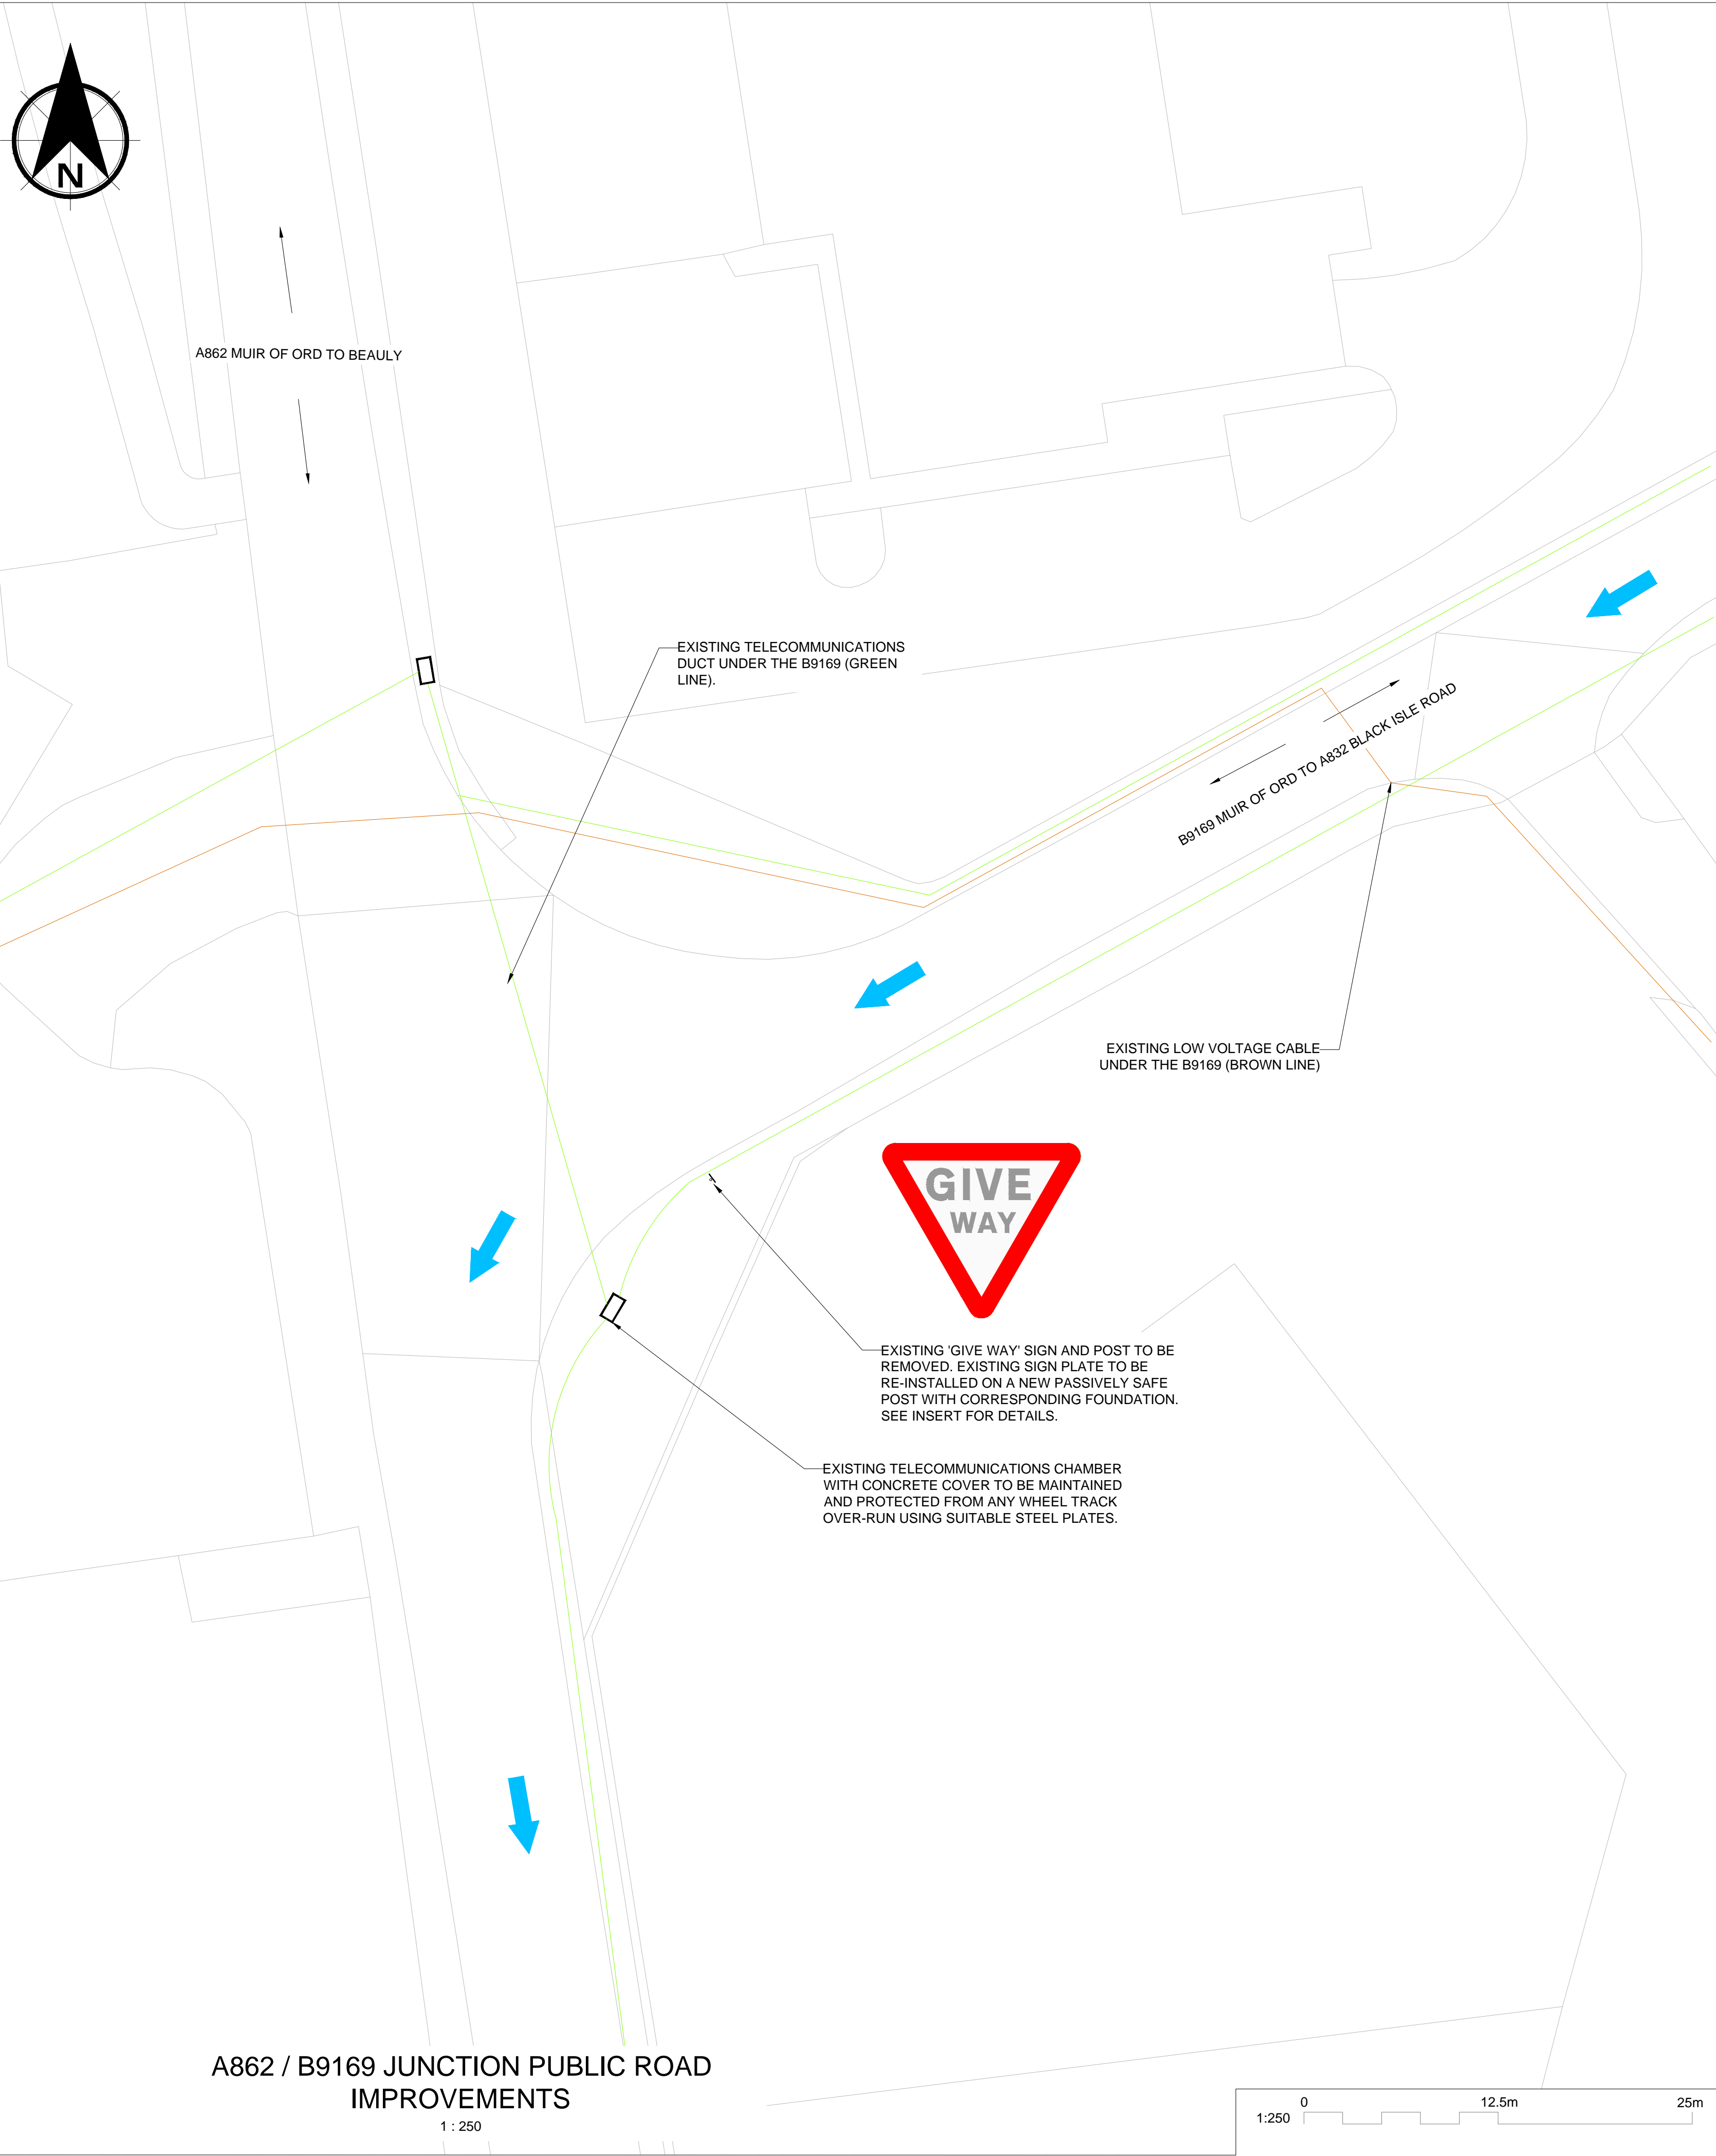 N
A862 MUIR OF ORD TO BEAULY
EXISTING TELECOMMUNICATIONS
DUCT UNDER THE B9169 (GREEN
LINE).
B9169 MUIR OF ORD TO A832 BLACK ISLE ROAD
EXISTING LOW VOLTAGE CABLE
UNDER THE B9169 (BROWN LINE)
GIVE
WAY
EXISTING 'GIVE WAY' SIGN AND POST TO BE
REMOVED. EXISTING SIGN PLATE TO BE
RE-INSTALLED ON A NEW PASSIVELY SAFE
POST WITH CORRESPONDING FOUNDATION.
SEE INSERT FOR DETAILS.
EXISTING TELECOMMUNICATIONS CHAMBER
WITH CONCRETE COVER TO BE MAINTAINED
AND PROTECTED FROM ANY WHEEL TRACK
OVER-RUN USING SUITABLE STEEL PLATES.
A862 / B9169 JUNCTION PUBLIC ROAD
IMPROVEMENTS
1 : 250
0 12.5m 25m
1:250